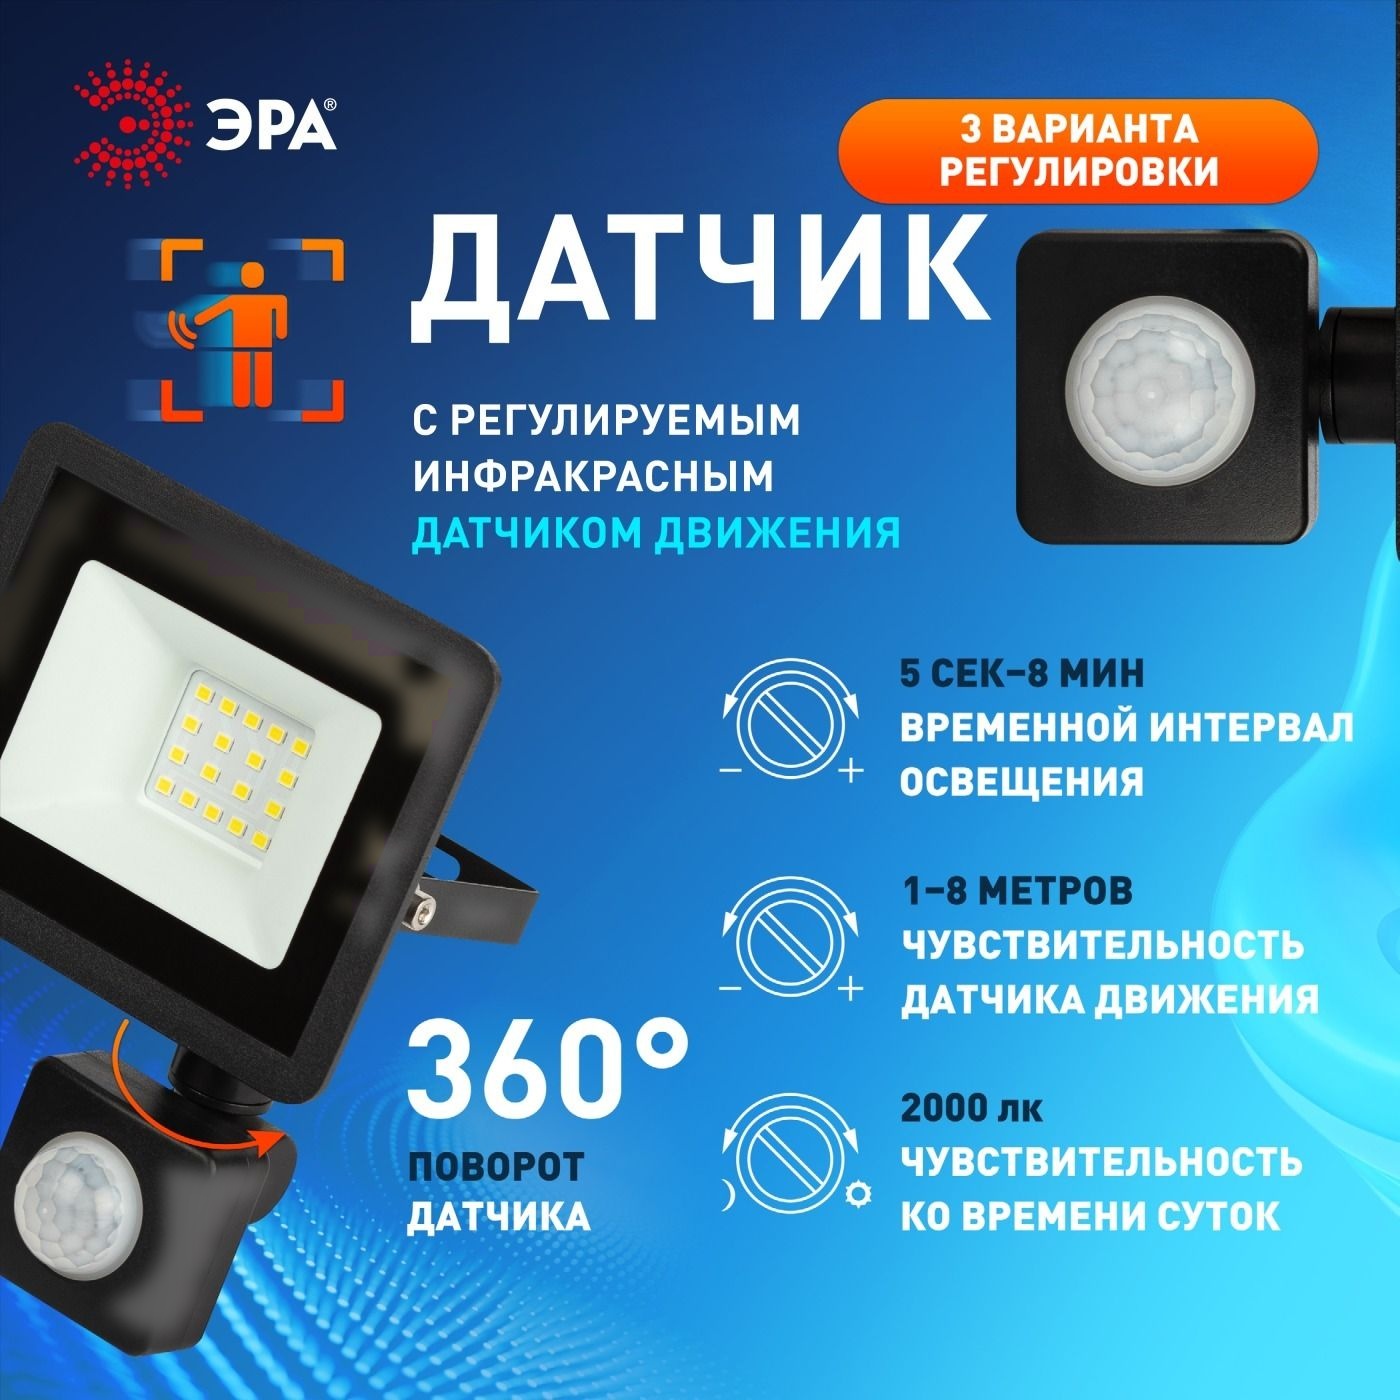 ЭРА®
3 ВАРИАНТА
РЕГУЛИРОВКИ
ДАТЧИК
С РЕГУЛИРУЕМЫМ
ИНФРАКРАСНЫМ
ДАТЧИКОМ ДВИЖЕНИЯ
5 СЕК–8 МИН
ВРЕМЕННОЙ ИНТЕРВАЛ
ОСВЕЩЕНИЯ
– +
1–8 МЕТРОВ
ЧУВСТВИТЕЛЬНОСТЬ
ДАТЧИКА ДВИЖЕНИЯ
– +
360°
ПОВОРОТ
ДАТЧИКА
2000 лк
ЧУВСТВИТЕЛЬНОСТЬ
КО ВРЕМЕНИ СУТОК